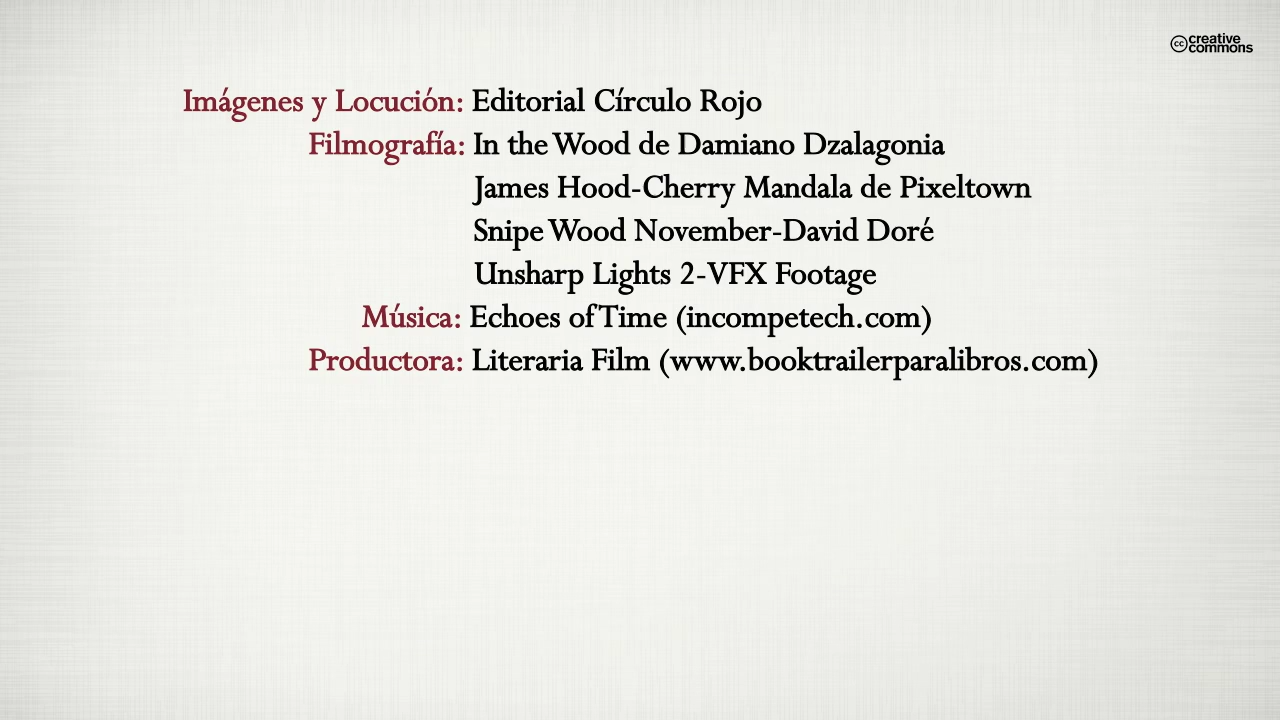 cc creative
commons
Imágenes y Locución: Editorial Círculo Rojo
Filmografía: In the Wood de Damiano Dzalagonia
James Hood-Cherry Mandala de Pixeltown
Snipe Wood November-David Doré
Unsharp Lights 2-VFX Footage
Música: Echoes of Time (incompetech.com)
Productora: Literaria Film (www.booktrailerparalibros.com)